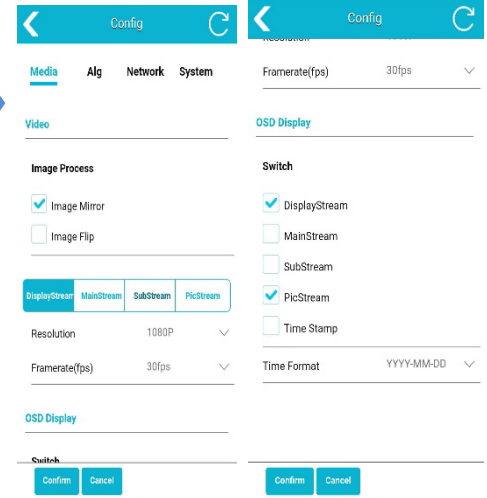 Config
Media Alg Network System
Video
Image Process
Image Mirror
Image Flip
DisplayStream MainStream SubStream PicStream
Resolution 1080P
Framerate(fps) 30fps
OSD Display
Switch
Confirm Cancel
Config
Resolution
Framerate(fps) 30fps
OSD Display
Switch
DisplayStream
MainStream
SubStream
PicStream
Time Stamp
Time Format YYYY-MM-DD
Confirm Cancel